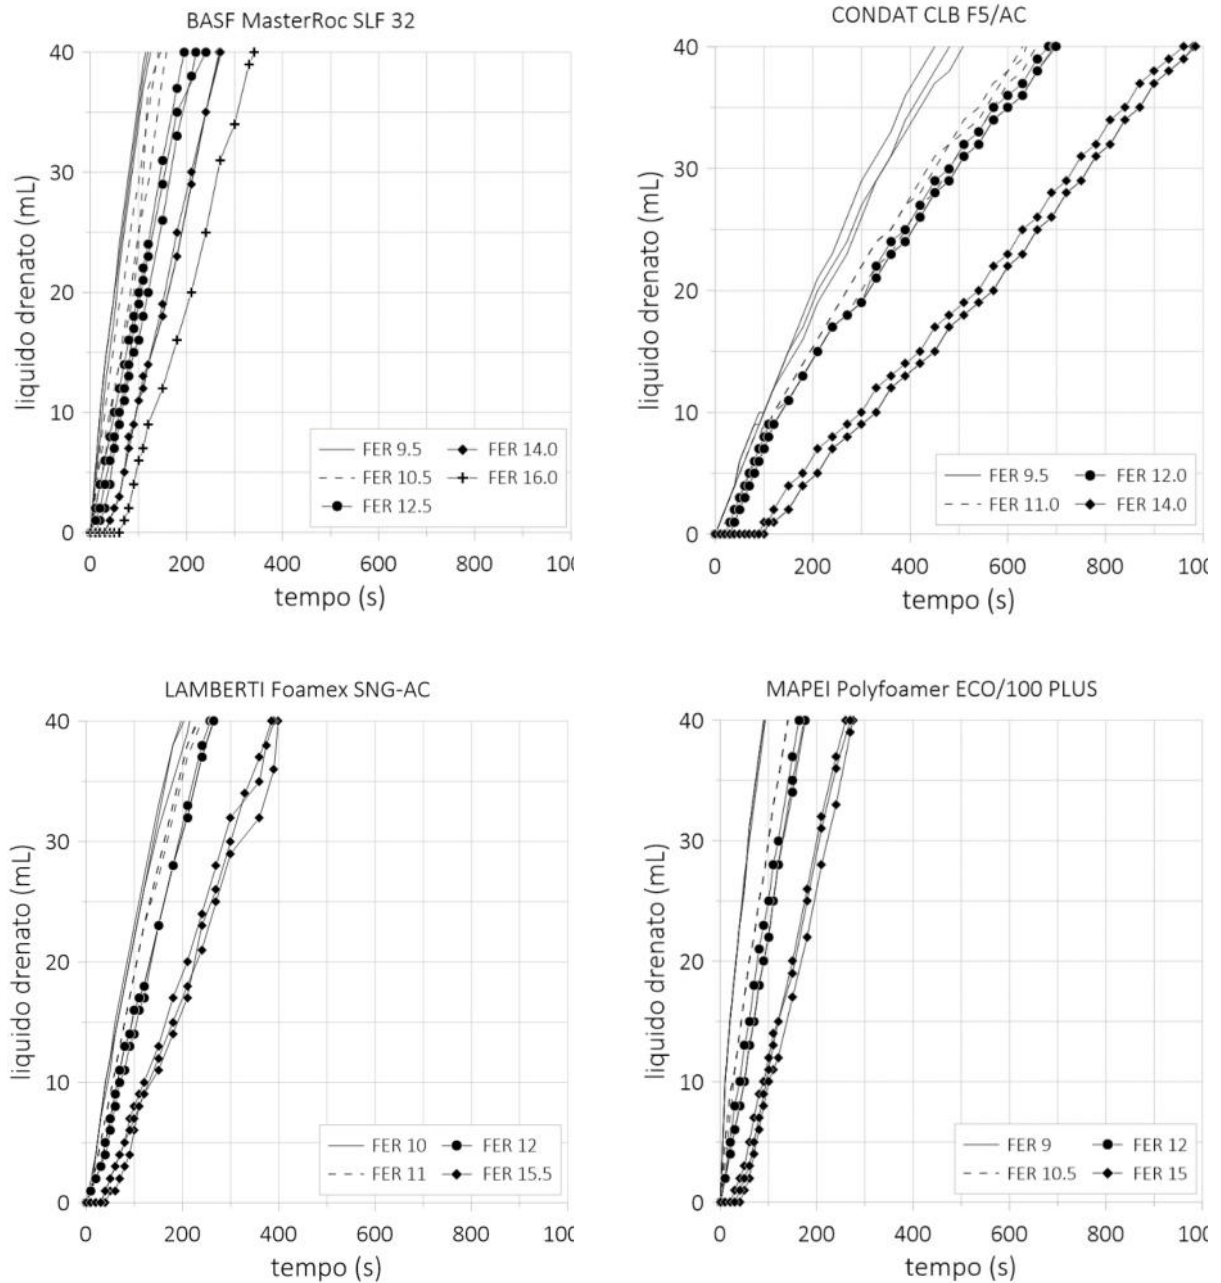 BASF MasterRoc SLF 32
liquido drenato (mL)
40
30
20
10
0
FER 9.5
FER 14.0
FER 10.5
FER 16.0
FER 12.5
0
200
400
600
800
100
tempo (s)
CONDAT CLB F5/AC
liquido drenato (mL)
40
30
20
10
0
FER 9.5
FER 12.0
FER 11.0
FER 14.0
0
200
400
600
800
100
tempo (s)
LAMBERTI Foamex SNG-AC
liquido drenato (mL)
40
30
20
10
0
FER 10
FER 12
FER 11
FER 15.5
0
200
400
600
800
100
tempo (s)
MAPEI Polyfoamer ECO/100 PLUS
liquido drenato (mL)
40
30
20
10
0
FER 9
FER 12
FER 10.5
FER 15
0
200
400
600
800
100
tempo (s)